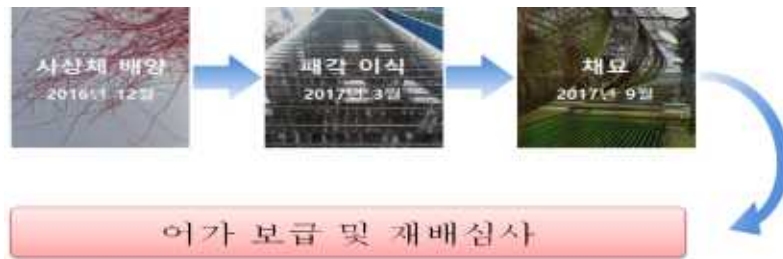 사상체 배양
2016년 12월
패각 이식
2017년 3월
채묘
2017년 9월
어가 보급 및 재배심사